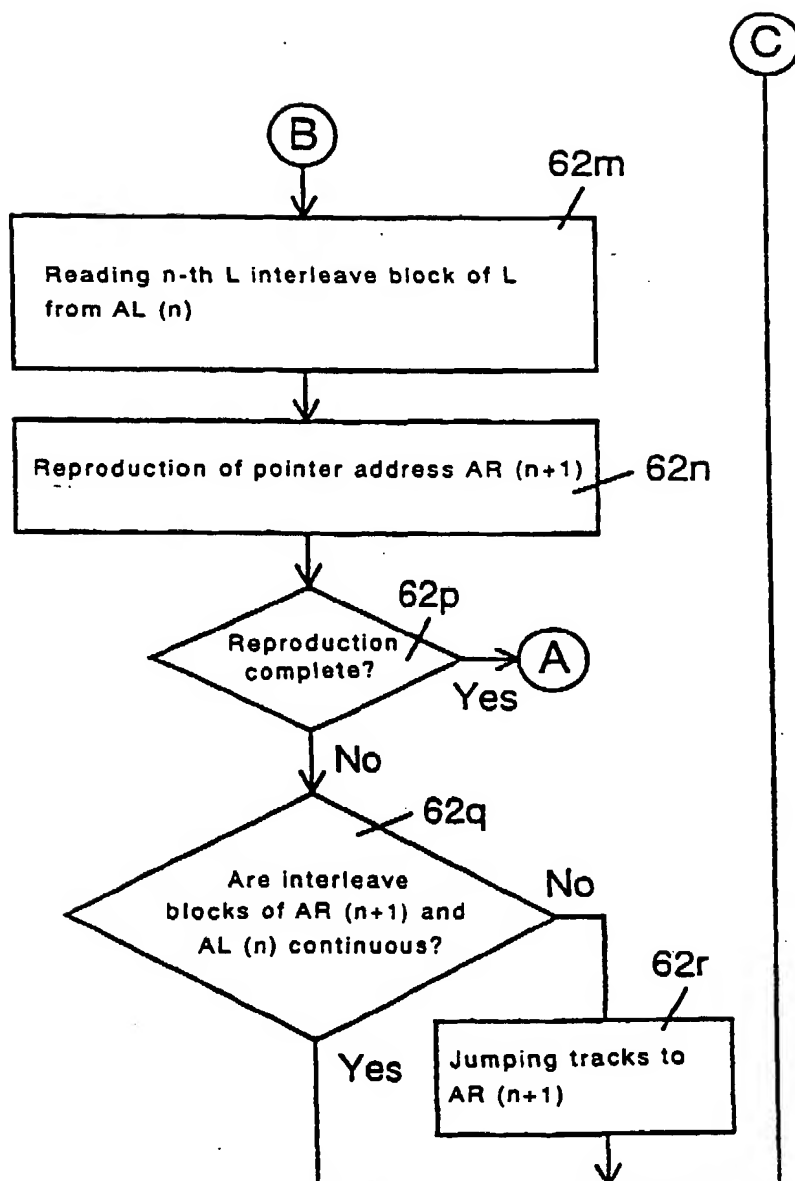 C
B
62m
Reading n-th L interleave block of L
from AL (n)
Reproduction of pointer address AR (n+1)
62n
62p
Reproduction
complete?
A
Yes
No
62q
Are interleave
blocks of AR (n+1) and
AL (n) continuous?
No
62r
Yes
Jumping tracks to
AR (n+1)